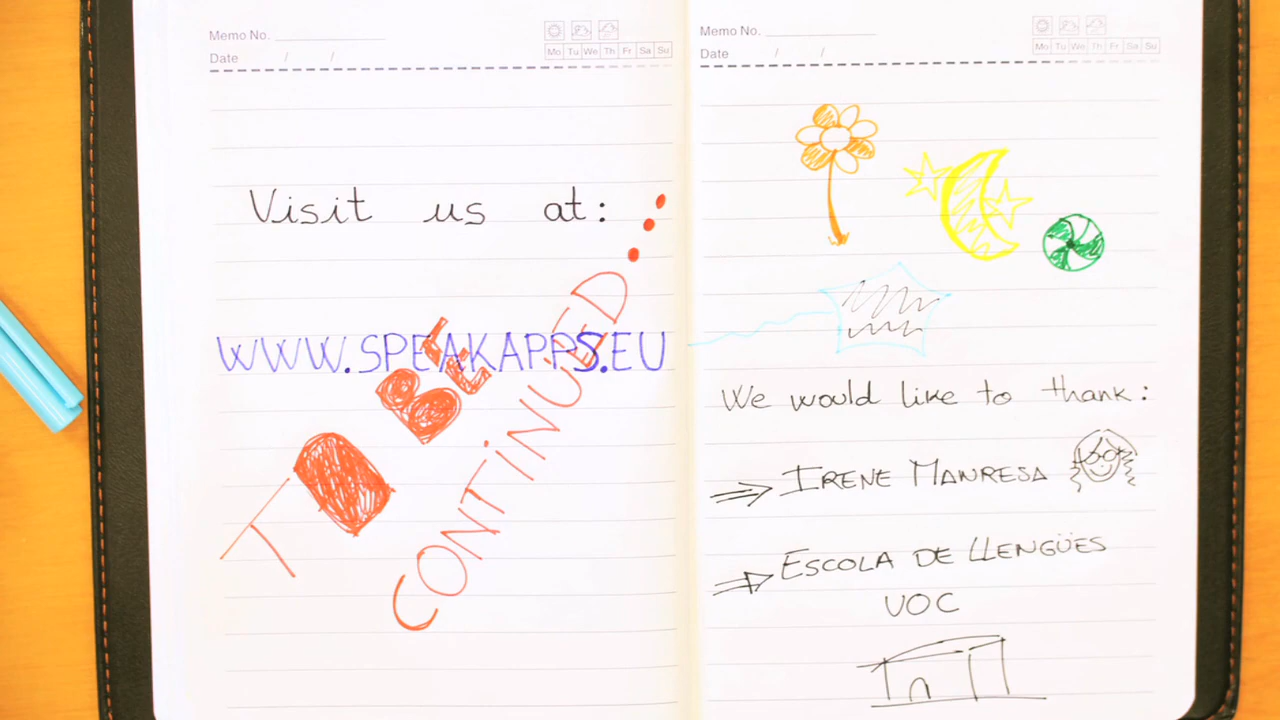 Memo No.
Date / /
Mo Tu We Th Fr Sa Su
Visit us at:
WWW.SPEAKAPPS.EU
TO BE
CONTINUED...
Memo No.
Date / /
Mo Tu We Th Fr Sa Su
We would like to thank:
⇒ IRENE MANRESA
⇒ ESCOLA DE LLENGÜES
UOC